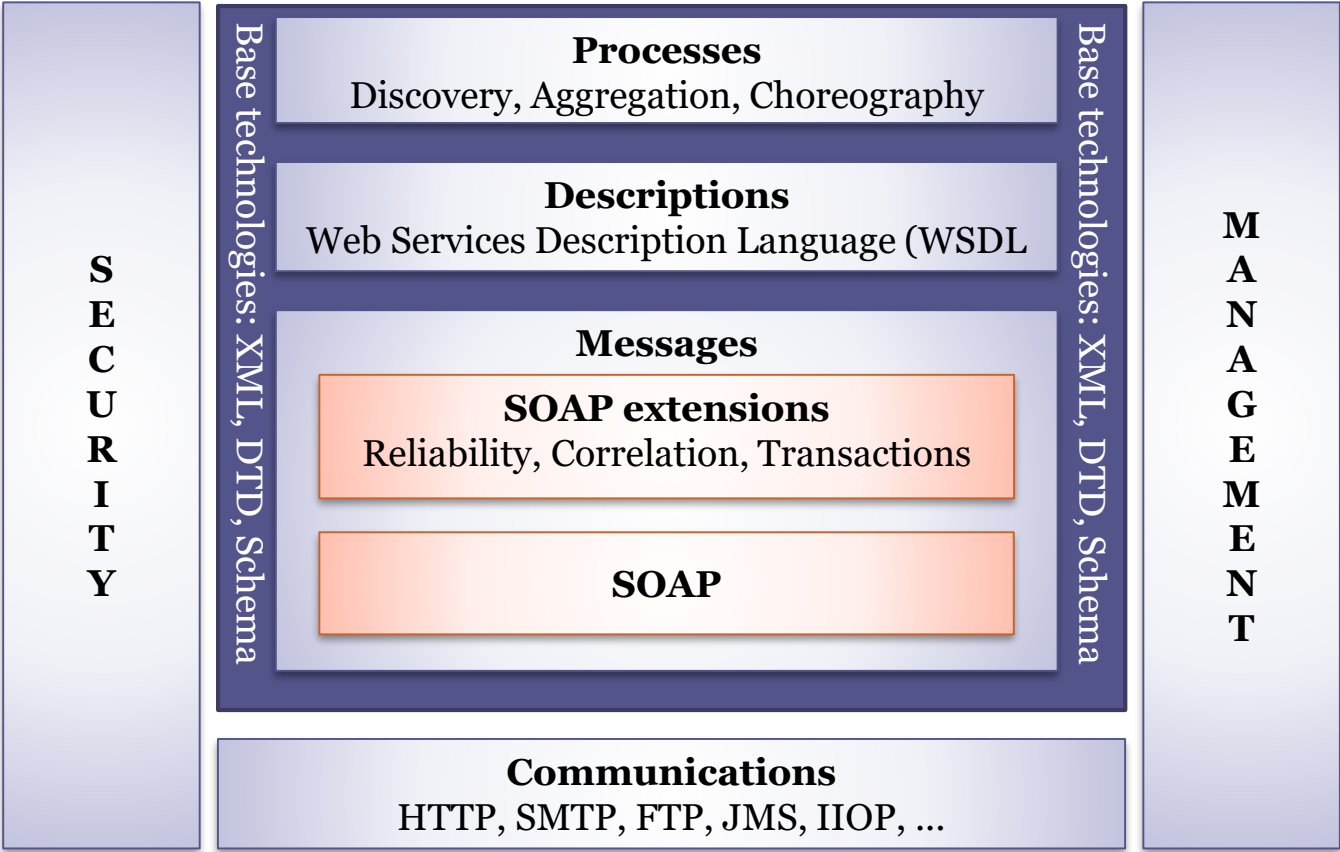 SECURITY
Base technologies: XML, DTD, Schema
Processes
Discovery, Aggregation, Choreography
Descriptions
Web Services Description Language (WSDL
Messages
SOAP extensions
Reliability, Correlation, Transactions
SOAP
Base technologies: XML, DTD, Schema
MANAGEMENT
Communications
HTTP, SMTP, FTP, JMS, IIOP, ...